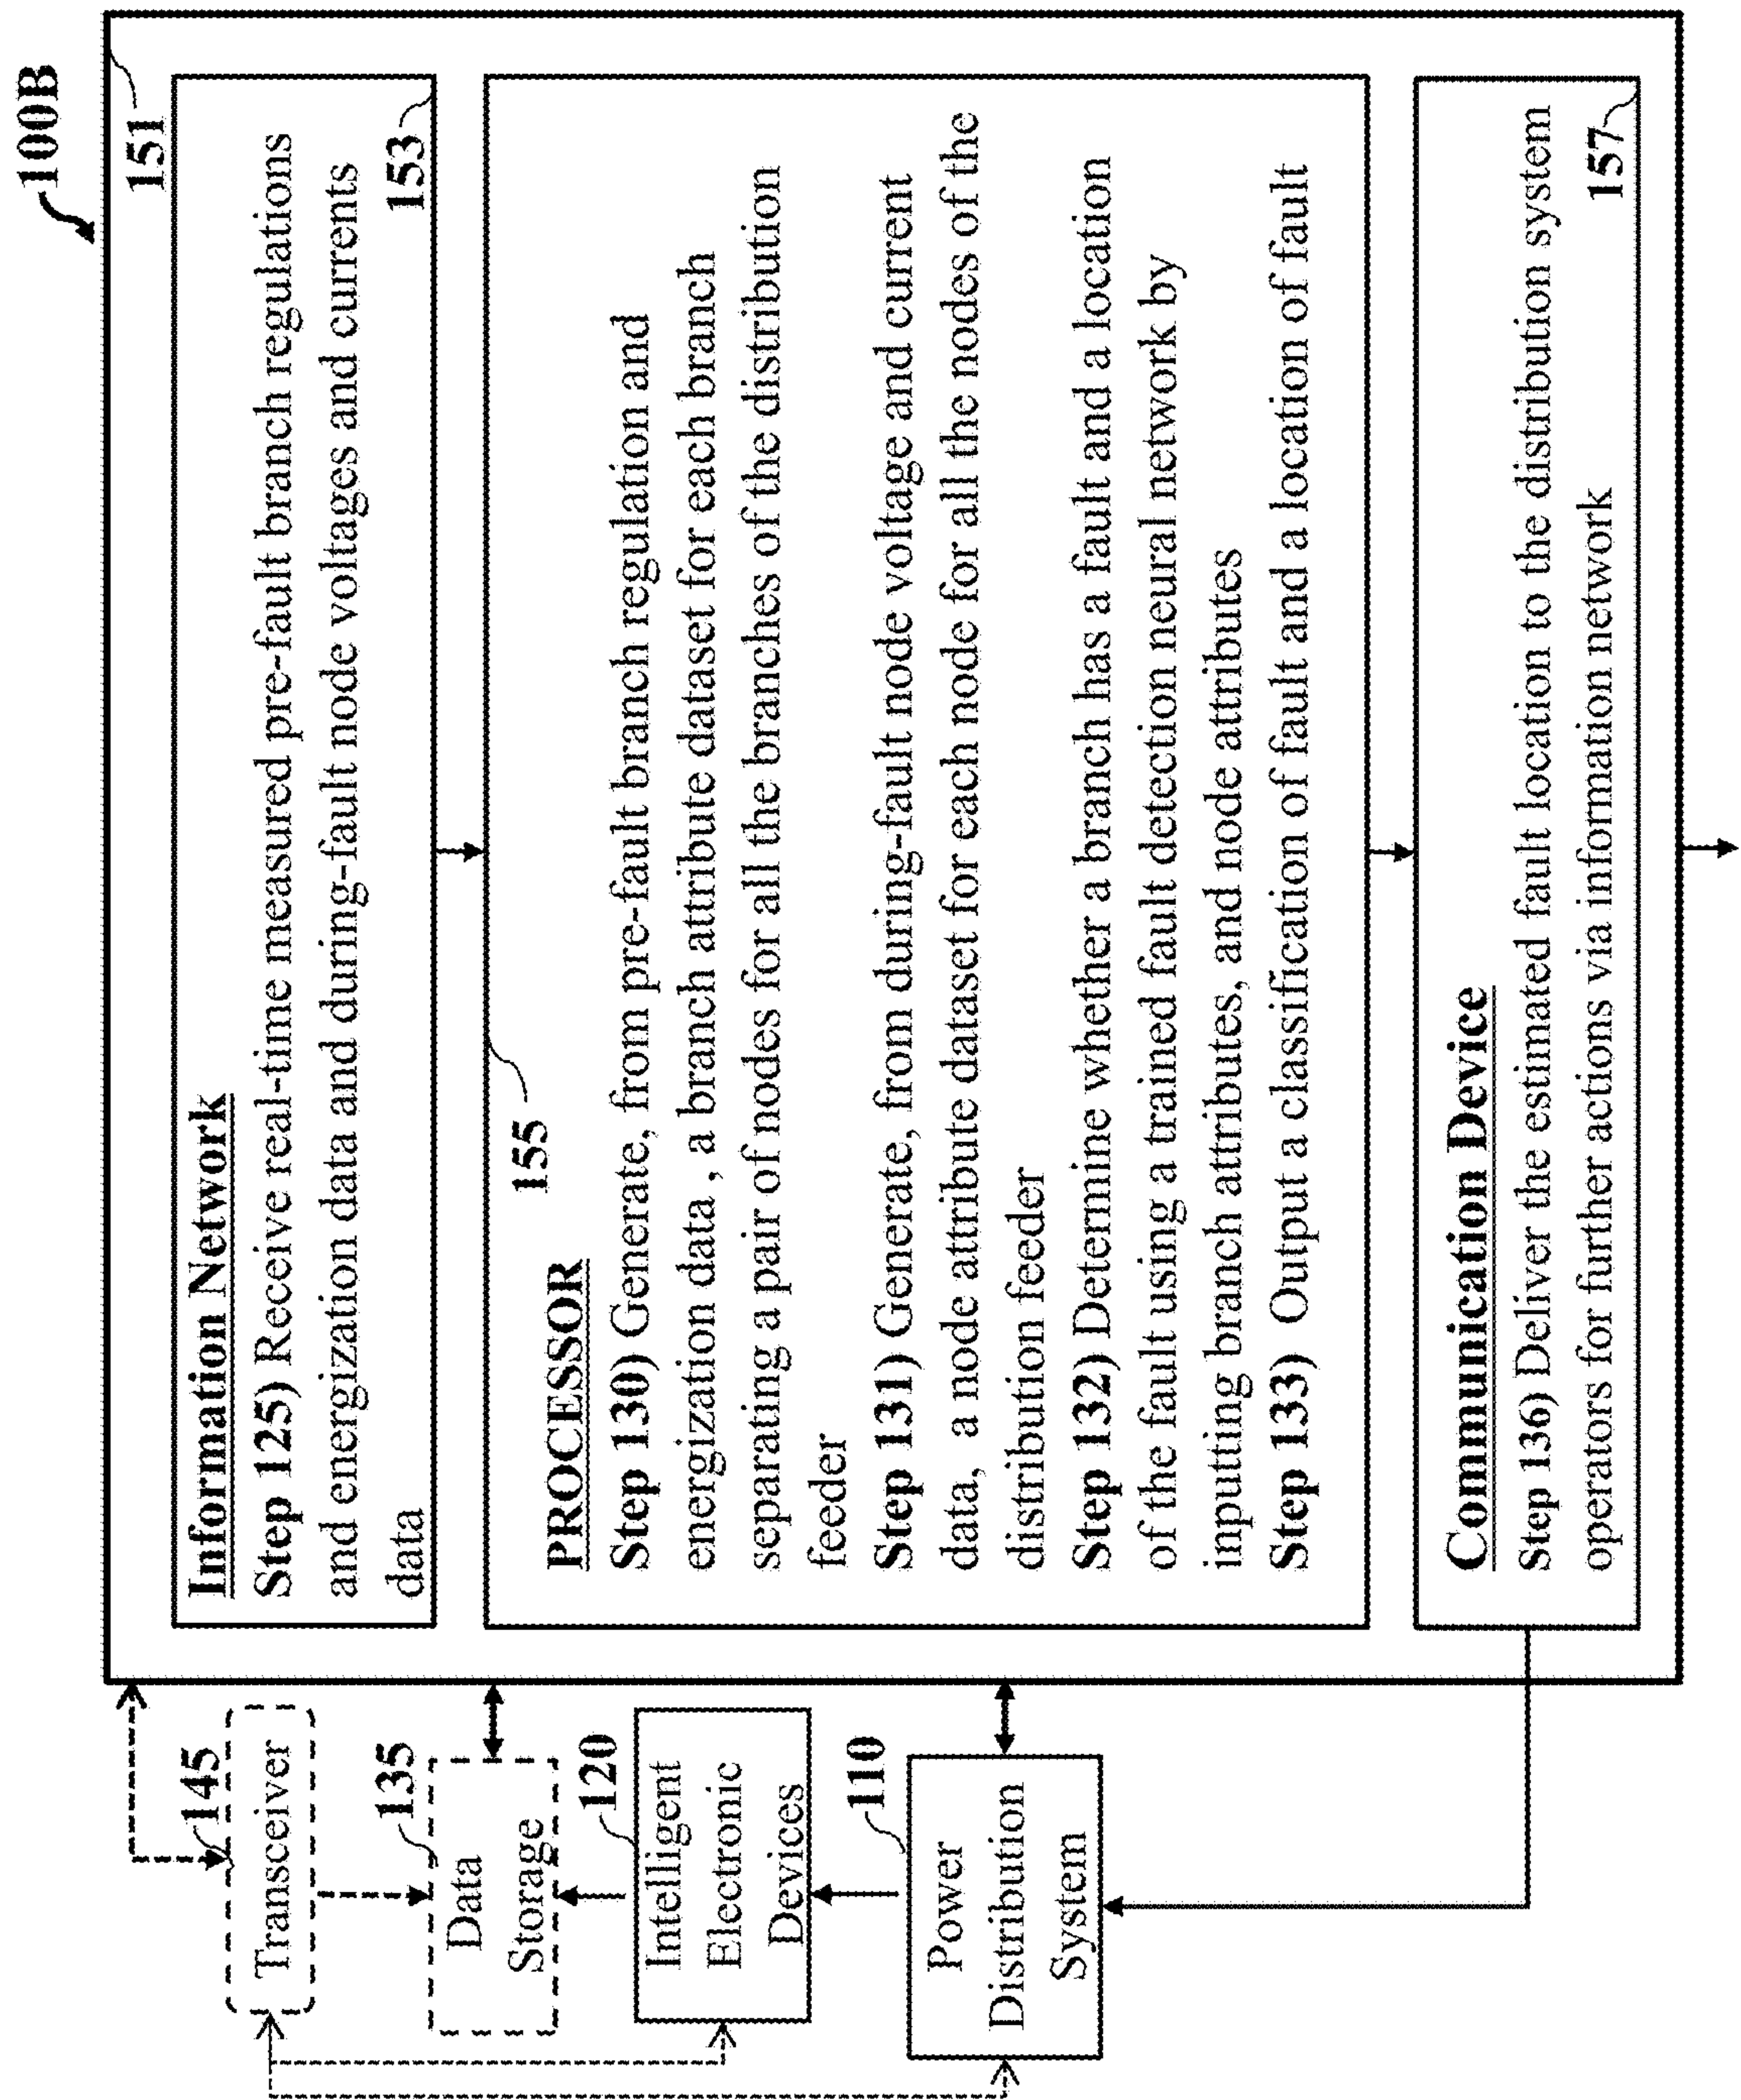 100B
151
Information Network
Step 125) Receive real-time measured pre-fault branch regulations
and energization data and during-fault node voltages and currents
data
153
155
PROCESSOR
Step 130) Generate, from pre-fault branch regulation and
energization data , a branch attribute dataset for each branch
separating a pair of nodes for all the branches of the distribution
feeder
Step 131) Generate, from during-fault node voltage and current
data, a node attribute dataset for each node for all the nodes of the
distribution feeder
Step 132) Determine whether a branch has a fault and a location
of the fault using a trained fault detection neural network by
inputting branch attributes, and node attributes
Step 133) Output a classification of fault and a location of fault
Communication Device
Step 136) Deliver the estimated fault location to the distribution system
operators for further actions via information network
157
145
Transceiver
135
Data
Storage
120
Intelligent
Electronic
Devices
110
Power
Distribution
System